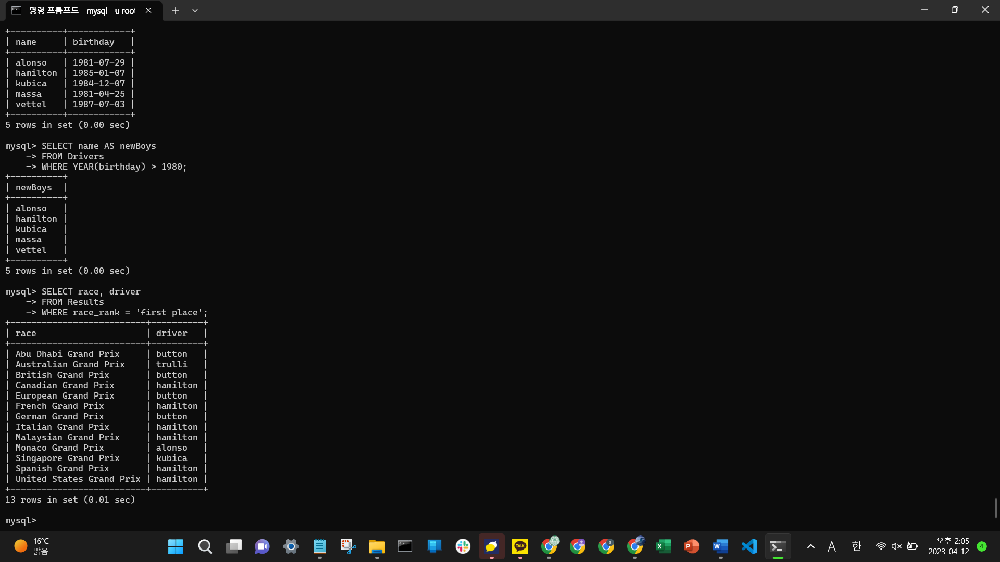 명령 프롬프트 - mysql -u root
+----------+------------+
| name     | birthday   |
+----------+------------+
| alonso   | 1981-07-29 |
| hamilton | 1985-01-07 |
| kubica   | 1984-12-07 |
| massa    | 1981-04-25 |
| vettel   | 1987-07-03 |
+----------+------------+
5 rows in set (0.00 sec)
mysql> SELECT name AS newBoys
    -> FROM Drivers
    -> WHERE YEAR(birthday) > 1980;
+----------+
| newBoys  |
+----------+
| alonso   |
| hamilton |
| kubica   |
| massa    |
| vettel   |
+----------+
5 rows in set (0.00 sec)
mysql> SELECT race, driver
    -> FROM Results
    -> WHERE race_rank = 'first place';
+--------------------------+----------+
| race                     | driver   |
+--------------------------+----------+
| Abu Dhabi Grand Prix     | button   |
| Australian Grand Prix    | trulli   |
| British Grand Prix       | button   |
| Canadian Grand Prix      | hamilton |
| European Grand Prix      | button   |
| French Grand Prix        | hamilton |
| German Grand Prix        | button   |
| Italian Grand Prix       | hamilton |
| Malaysian Grand Prix     | hamilton |
| Monaco Grand Prix        | alonso   |
| Singapore Grand Prix     | kubica   |
| Spanish Grand Prix       | hamilton |
| United States Grand Prix | hamilton |
+--------------------------+----------+
13 rows in set (0.01 sec)
mysql>
16°C
맑음
TALK
S
X
P
W
A
한
오후 2:05
2023-04-12
4